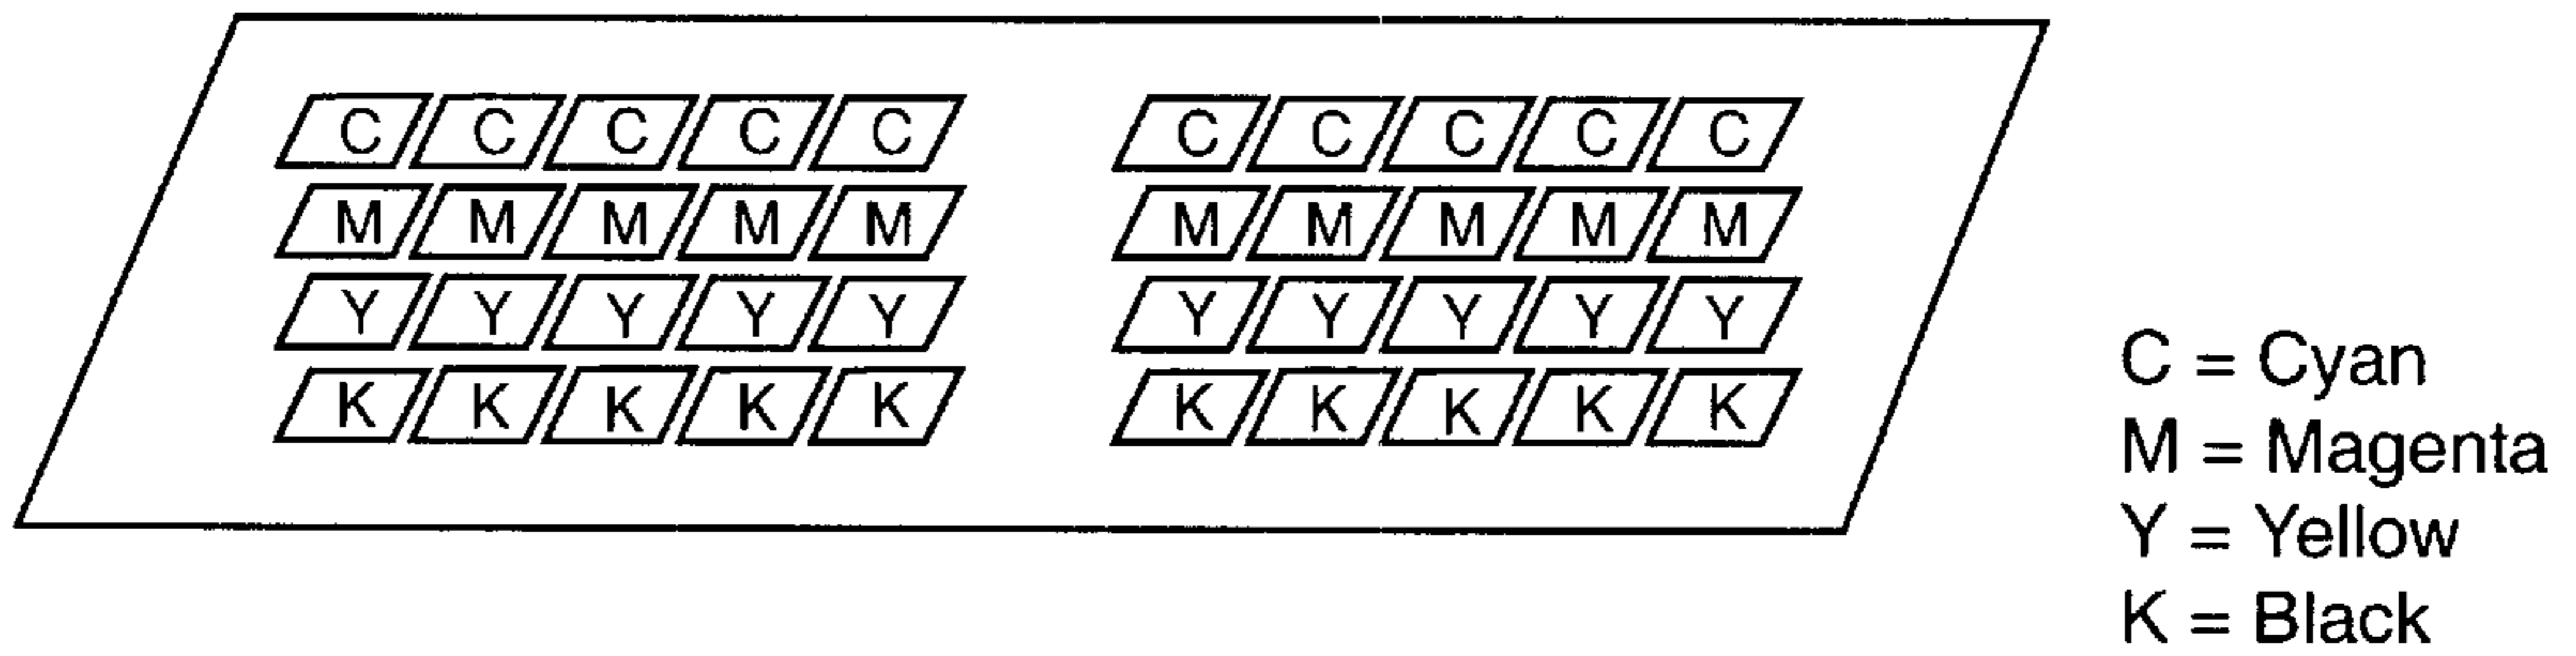 C C C C C C C C C C
M M M M M M M M M M
Y Y Y Y Y Y Y Y Y Y
K K K K K K K K K K
C = Cyan
M = Magenta
Y = Yellow
K = Black